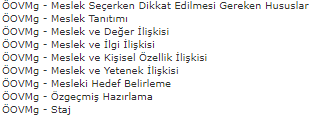 ÖOVMg - Meslek Seçerken Dikkat Edilmesi Gereken Hususlar
ÖOVMg - Meslek Tanıtımı
ÖOVMg - Meslek ve Değer İlişkisi
ÖOVMg - Meslek ve İlgi İlişkisi
ÖOVMg - Meslek ve Kişisel Özellik İlişkisi
ÖOVMg - Meslek ve Yetenek İlişkisi
ÖOVMg - Mesleki Hedef Belirleme
ÖOVMg - Özgeçmiş Hazırlama
ÖOVMg - Staj